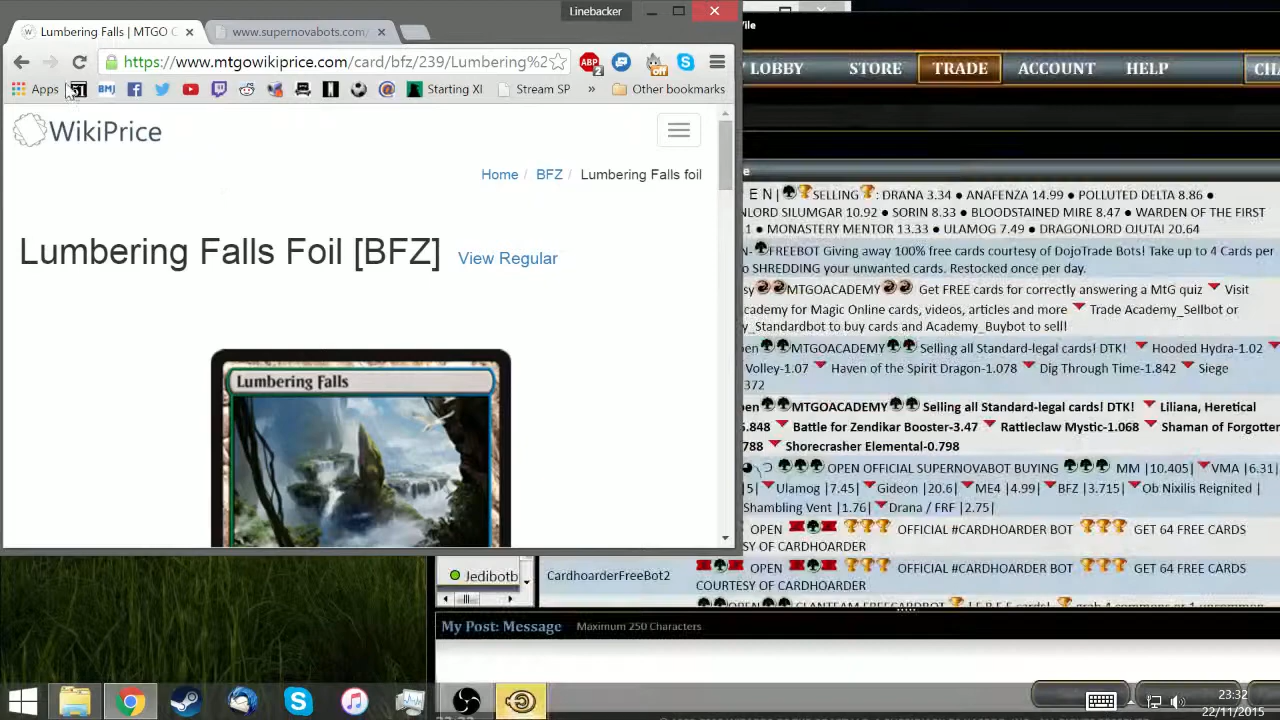 Linebacker
Lumbering Falls | MTGO C
www.supernovabots.com/
https://www.mtgowikiprice.com/card/bfz/239/Lumbering%2
ABP
2
off
Apps
BMJ
Starting XI
Stream SP
»
Other bookmarks
WikiPrice
Home / BFZ / Lumbering Falls foil
Lumbering Falls Foil [BFZ] View Regular
Lumbering Falls
LOBBY STORE TRADE ACCOUNT HELP
E N| SELLING : DRANA 3.34 ● ANAFENZA 14.99 ● POLLUTED DELTA 8.86 ●
NLORD SILUMGAR 10.92 ● SORIN 8.33 ● BLOODSTAINED MIRE 8.47 ● WARDEN OF THE FIRST
● MONASTERY MENTOR 13.33 ● ULAMOG 7.49 ● DRAGONLORD OJUTAI 20.64
N- FREEBOT Giving away 100% free cards courtesy of DojoTrade Bots! Take up to 4 Cards per
o SHREDDING your unwanted cards. Restocked once per day.
sy MTGOACADEMY Get FREE cards for correctly answering a MtG quiz Visit
cademy for Magic Online cards, videos, articles and more Trade Academy_Sellbot or
y_Standardbot to buy cards and Academy_Buybot to sell!
en MTGOACADEMY Selling all Standard-legal cards! DTK! Hooded Hydra-1.02
Volley-1.07 Haven of the Spirit Dragon-1.078 Dig Through Time-1.842 Siege
372
pen MTGOACADEMY Selling all Standard-legal cards! DTK! Liliana, Heretical
.848 Battle for Zendikar Booster-3.47 Rattleclaw Mystic-1.068 Shaman of Forgotten
788 Shorecrasher Elemental-0.798
OPEN OFFICIAL SUPERNOVABOT BUYING MM |10.405| VMA |6.31|
5| Ulamog |7.45| Gideon |20.6| ME4 |4.99| BFZ |3.715| Ob Nixilis Reignited |
Shambling Vent |1.76| Drana / FRF |2.75|
OPEN OFFICIAL #CARDHOARDER BOT GET 64 FREE CARDS
SY OF CARDHOARDER
Jedibotb
CardhoarderFreeBot2
OPEN OFFICIAL #CARDHOARDER BOT GET 64 FREE CARDS
COURTESY OF CARDHOARDER
My Post: Message Maximum 250 Characters
23:32
22/11/2015